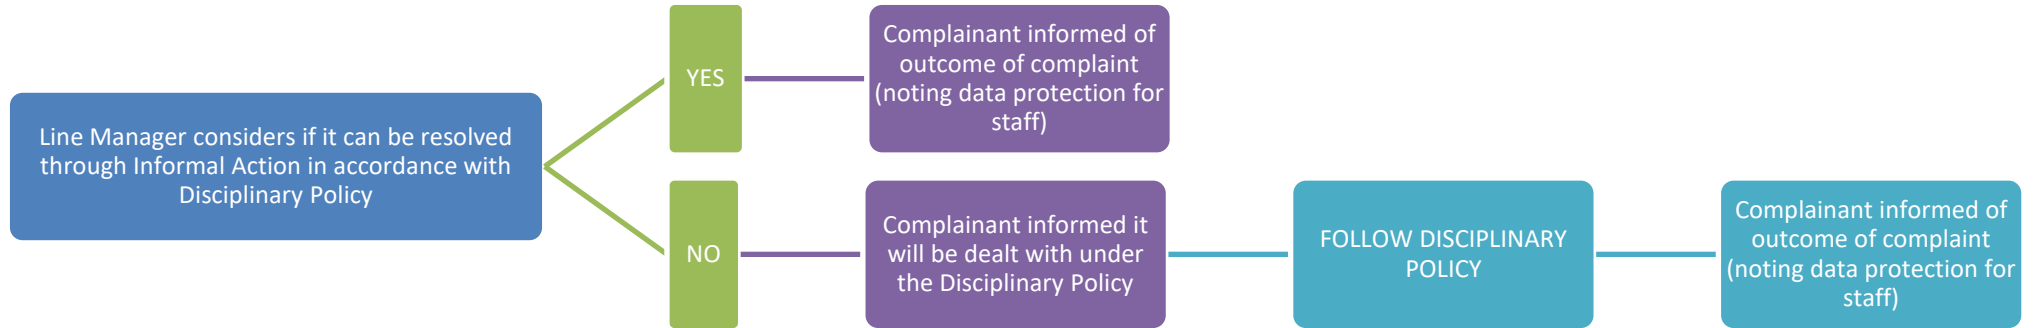 Line Manager considers if it can be resolved
through Informal Action in accordance with
Disciplinary Policy
YES
Complainant informed of
outcome of complaint
(noting data protection for
staff)
NO
Complainant informed it
will be dealt with under
the Disciplinary Policy
FOLLOW DISCIPLINARY
POLICY
Complainant informed of
outcome of complaint
(noting data protection for
staff)